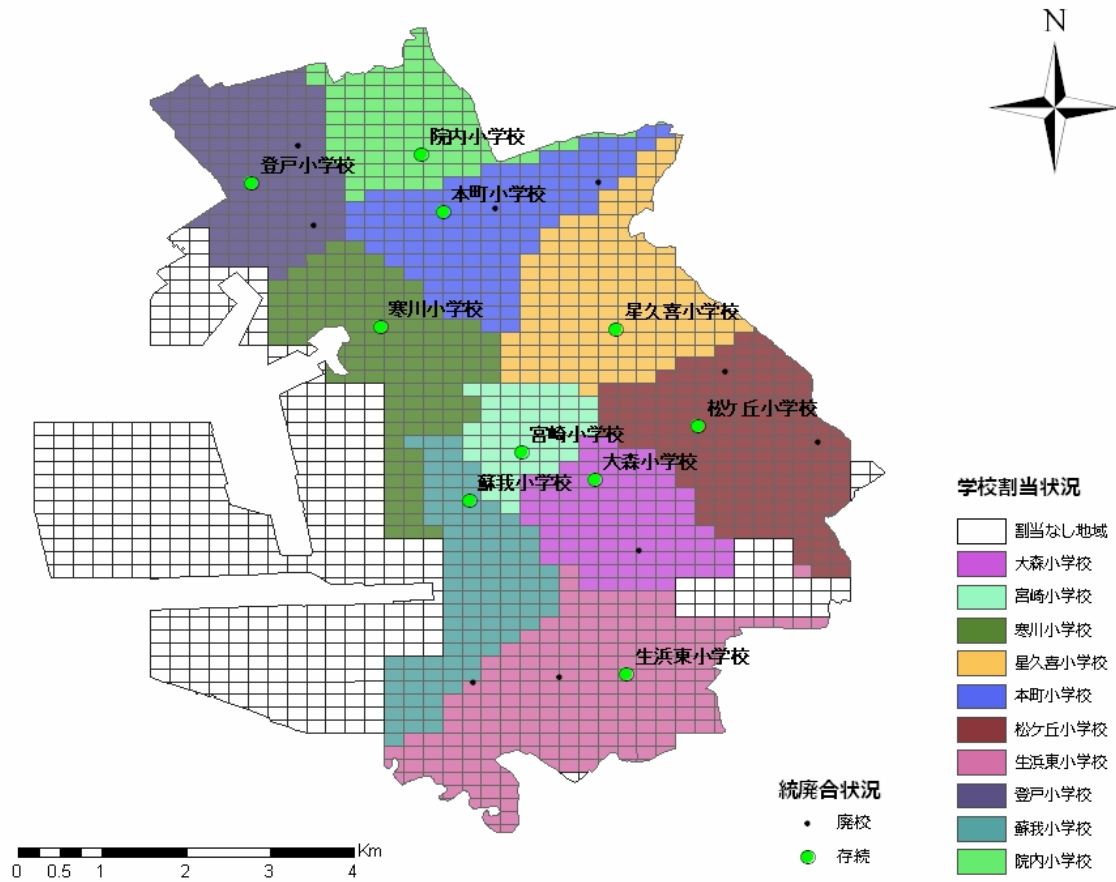 N
院内小学校
登戸小学校
本町小学校
寒川小学校
星久喜小学校
松ケ丘小学校
宮崎小学校
大森小学校
蘇我小学校
生浜東小学校
学校割当状況
割当なし地域
大森小学校
宮崎小学校
寒川小学校
星久喜小学校
本町小学校
松ケ丘小学校
生浜東小学校
登戸小学校
蘇我小学校
院内小学校
統廃合状況
廃校
存続
Km
0 0.5 1 2 3 4